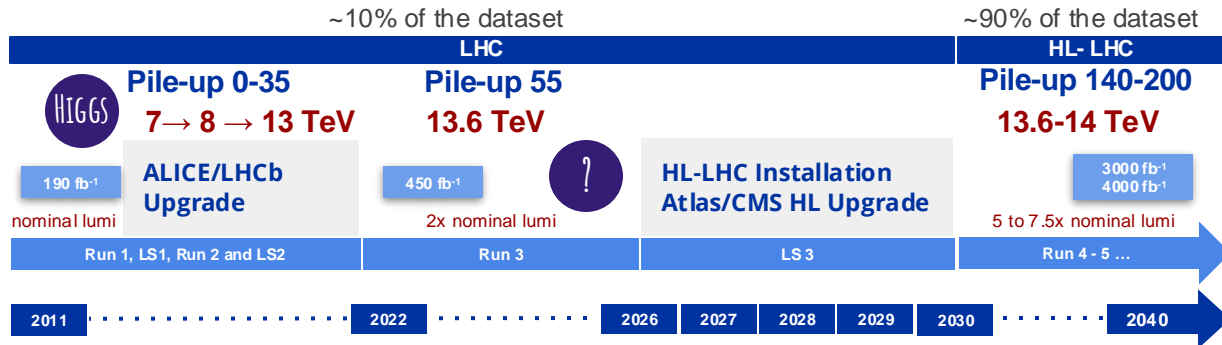 ~10% of the dataset
~90% of the dataset
LHC
HL- LHC
HIGGS
Pile-up 0-35
7→ 8 → 13 TeV
Pile-up 55
13.6 TeV
Pile-up 140-200
13.6-14 TeV
190 fb-1
nominal lumi
ALICE/LHCb
Upgrade
450 fb-1
2x nominal lumi
?
HL-LHC Installation
Atlas/CMS HL Upgrade
3000 fb-1
4000 fb-1
5 to 7.5x nominal lumi
Run 1, LS1, Run 2 and LS2
Run 3
LS3
Run 4 - 5 ...
2011
2022
2026
2027
2028
2029
2030
2040